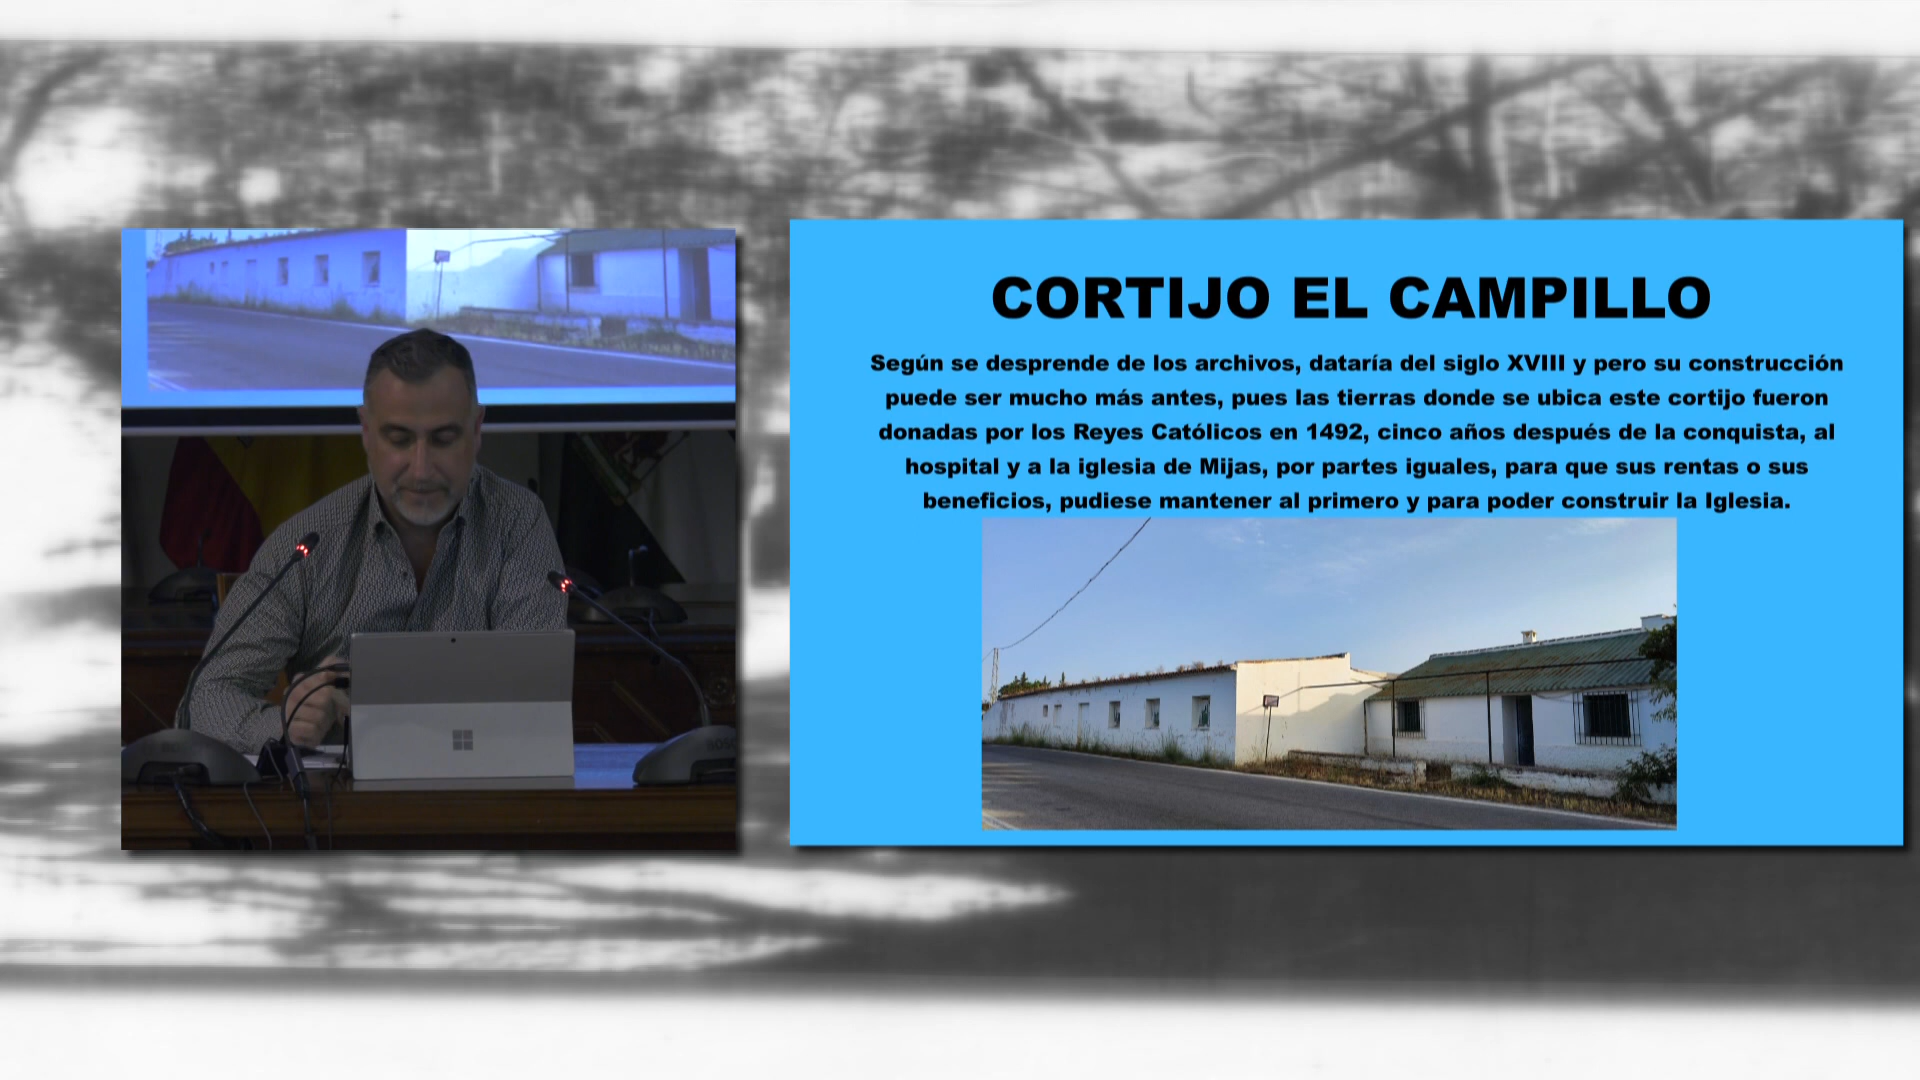 CORTIJO EL CAMPILLO
Según se desprende de los archivos, dataría del siglo XVIII y pero su construcción
puede ser mucho más antes, pues las tierras donde se ubica este cortijo fueron
donadas por los Reyes Católicos en 1492, cinco años después de la conquista, al
hospital y a la iglesia de Mijas, por partes iguales, para que sus rentas o sus
beneficios, pudiese mantener al primero y para poder construir la Iglesia.